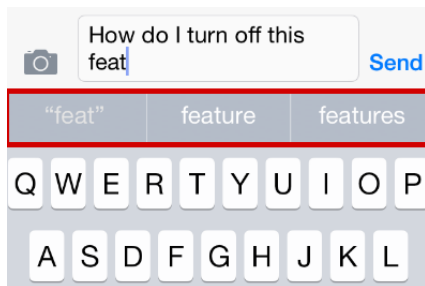 How do I turn off this
feat
Send
“feat” feature features
Q W E R T Y U I O P
A S D F G H J K L